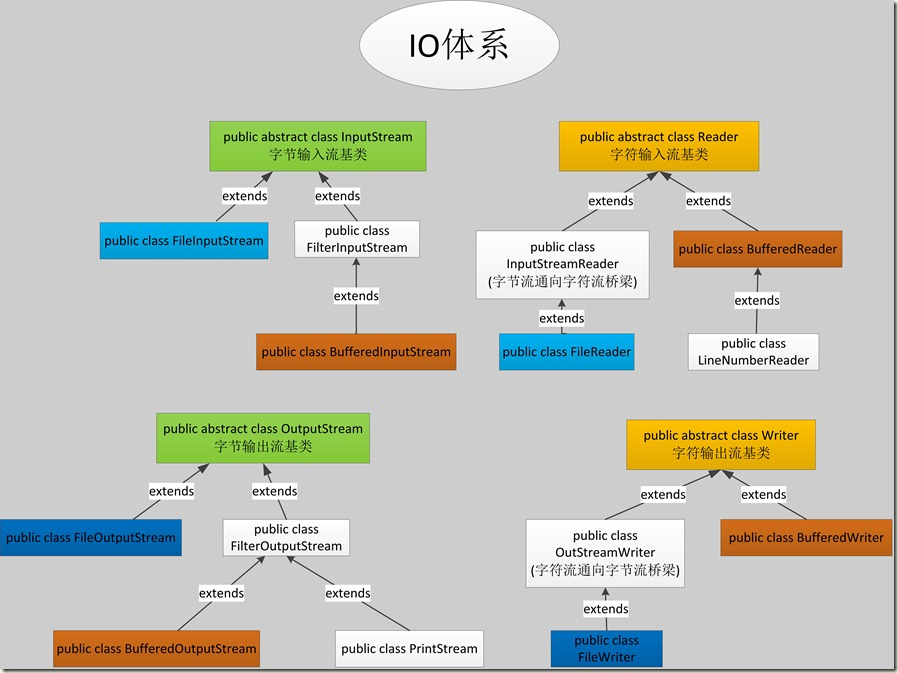 IO体系
public abstract class InputStream
字节输入流基类
extends
extends
public class FileInputStream
public class
FilterInputStream
extends
public class BufferedInputStream
public abstract class Reader
字符输入流基类
extends
extends
public class
InputStreamReader
(字节流通向字符流桥梁)
public class BufferedReader
extends
extends
public class FileReader
public class
LineNumberReader
public abstract class OutputStream
字节输出流基类
extends
extends
public class FileOutputStream
public class
FilterOutputStream
extends
extends
public class BufferedOutputStream
public class PrintStream
public abstract class Writer
字符输出流基类
extends
extends
public class
OutStreamWriter
(字符流通向字节流桥梁)
public class BufferedWriter
extends
public class
FileWriter